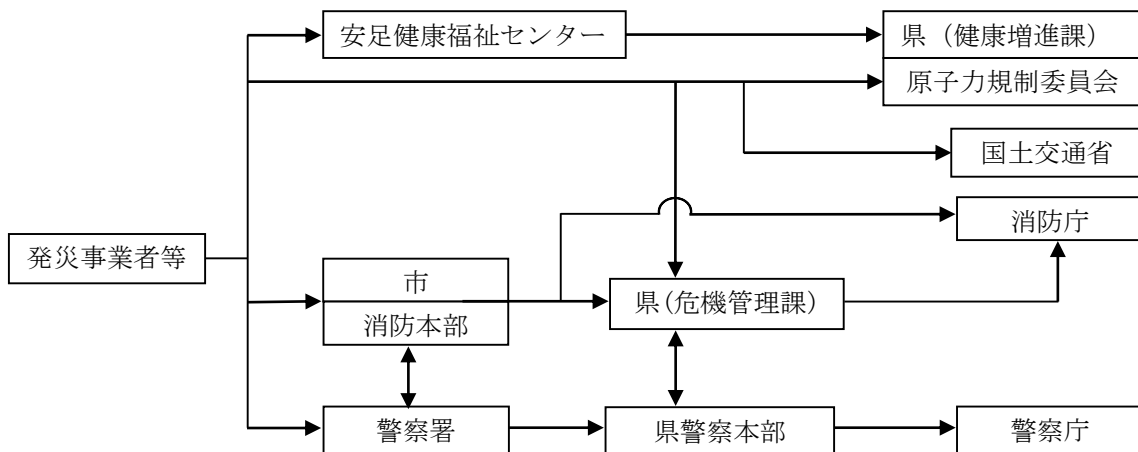 安足健康福祉センター
県（健康増進課）
原子力規制委員会
国土交通省
消防庁
発災事業者等
市
消防本部
県（危機管理課）
警察署
県警察本部
警察庁